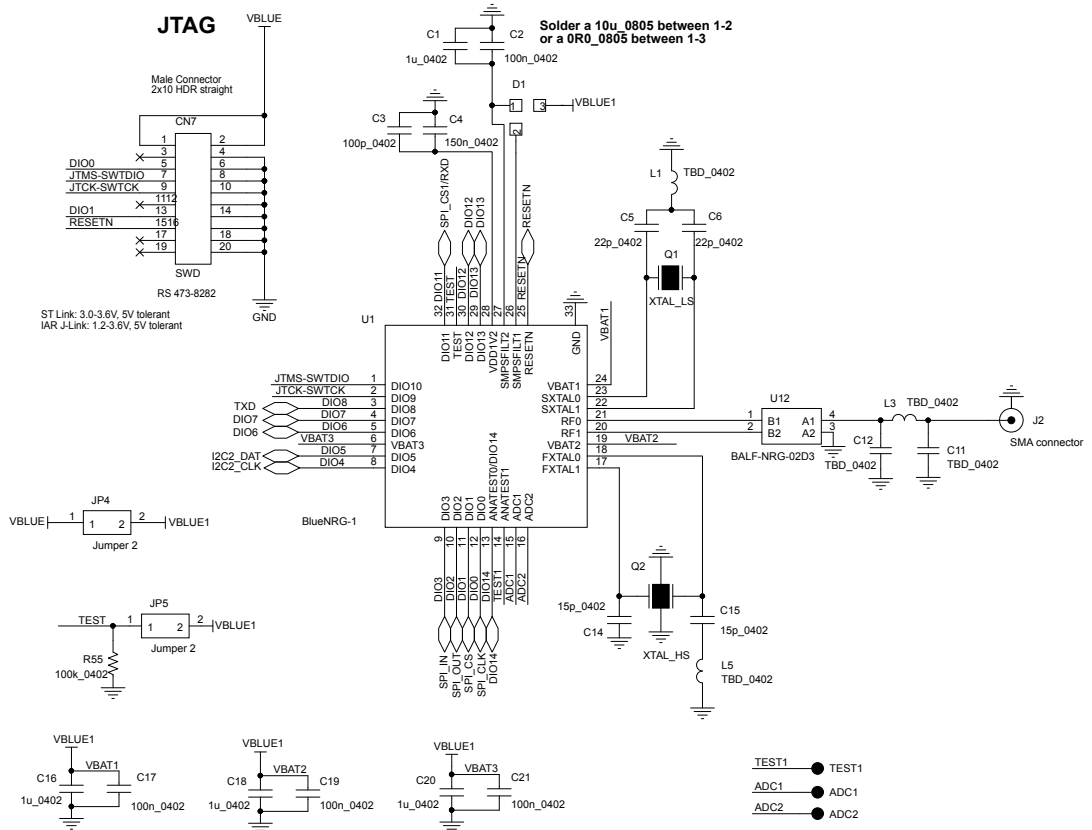 JTAG
VBLUE
Male Connector
2x10 HDR straight
CN7
1 2
3 4
5 6
7 8
9 10
1112
13 14
1516
17 18
19 20
DIO0
JTMS-SWTDIO
JTCK-SWTCK
DIO1
RESETN
SWD
RS 473-8282
GND
ST Link: 3.0-3.6V, 5V tolerant
IAR J-Link: 1.2-3.6V, 5V tolerant
Solder a 10u_0805 between 1-2
or a 0R0_0805 between 1-3
C1
1u_0402
C2
100n_0402
D1
1
3
2
VBLUE1
C3
100p_0402
C4
150n_0402
SPI_CS1/RXD
DIO12
DIO13
RESETN
32 DIO11
31 TEST
30 DIO12
29 DIO13
28
27
26
25 RESETN
33
GND
VBAT1
U1
DIO11
TEST
DIO12
DIO13
VDD1V2
SMPSFILT2
SMPSFILT1
RESETN
L1
TBD_0402
C5
22p_0402
C6
22p_0402
Q1
XTAL_LS
JTMS-SWTDIO 1 DIO10
JTCK-SWTCK 2 DIO9
TXD DIO8 3 DIO8
DIO7 DIO7 4 DIO7
DIO6 DIO6 5 DIO6
VBAT3 6 VBAT3
I2C2_DAT DIO5 7 DIO5
I2C2_CLK DIO4 8 DIO4
VBAT1 24
SXTAL0 23
SXTAL1 22
RF0 21
RF1 20
VBAT2 19 VBAT2
FXTAL0 18
FXTAL1 17
U12
1 B1 A1 4
2 B2 A2 3
BALF-NRG-02D3
L3
TBD_0402
C12
TBD_0402
C11
TBD_0402
J2
SMA connector
BlueNRG-1
DIO3
DIO2
DIO1
DIO0
ANATEST0/DIO14
ANATEST1
ADC1
ADC2
9
10
11
12
13
14
15
16
DIO3
DIO2
DIO1
DIO0
DIO14
TEST1
ADC1
ADC2
SPI_IN
SPI_OUT
SPI_CS
SPI_CLK
DIO14
JP4
VBLUE 1 1 2 2 VBLUE1
Jumper 2
JP5
TEST 1 1 2 2 VBLUE1
Jumper 2
R55
100k_0402
Q2
XTAL_HS
15p_0402
C14
C15
15p_0402
L5
TBD_0402
VBLUE1
C16
VBAT1
C17
1u_0402
100n_0402
VBLUE1
C18
VBAT2
C19
1u_0402
100n_0402
VBLUE1
C20
VBAT3
C21
1u_0402
100n_0402
TEST1 TEST1
ADC1 ADC1
ADC2 ADC2